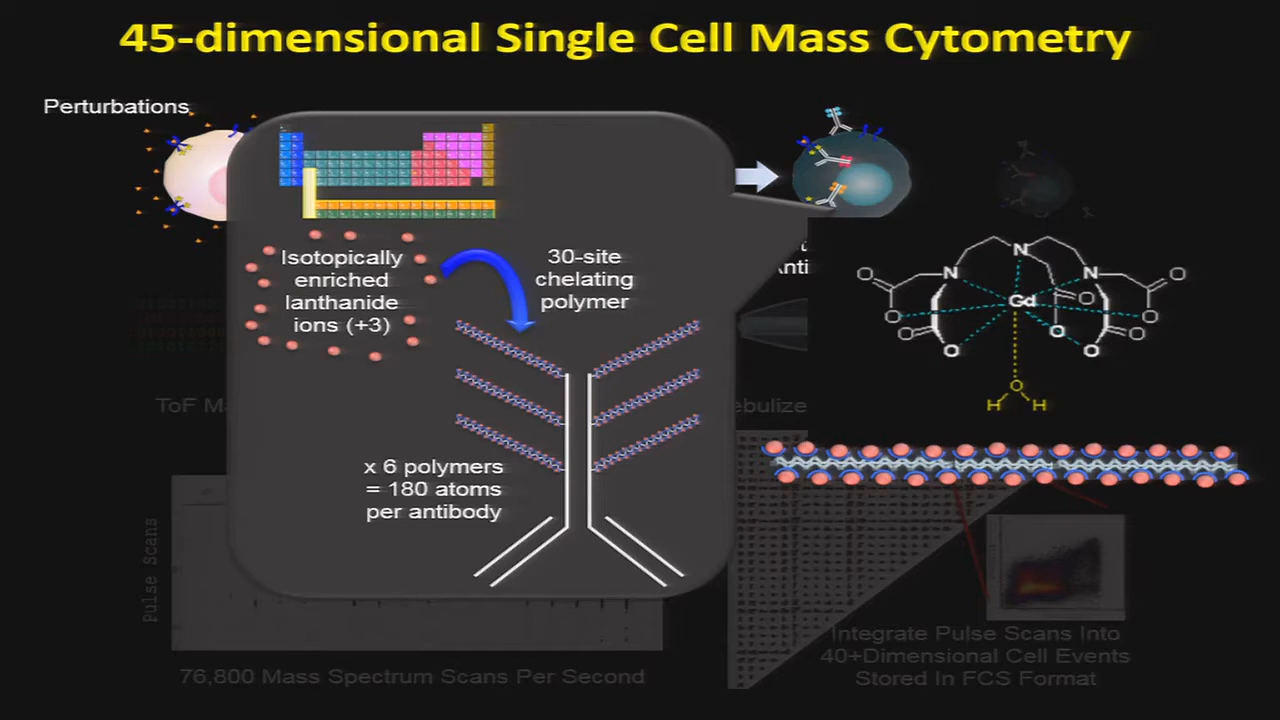 45-dimensional Single Cell Mass Cytometry
Perturbations
Isotopically
enriched
lanthanide
ions (+3)
30-site
chelating
polymer
N
N
N
O
O
O
O
O
O
O
O
O
O
Gd
O
H
H
ToF
x 6 polymers
= 180 atoms
per antibody
Pulse Scans
76,800 Mass Spectrum Scans Per Second
Integrate Pulse Scans Into
40+Dimensional Cell Events
Stored In FCS Format